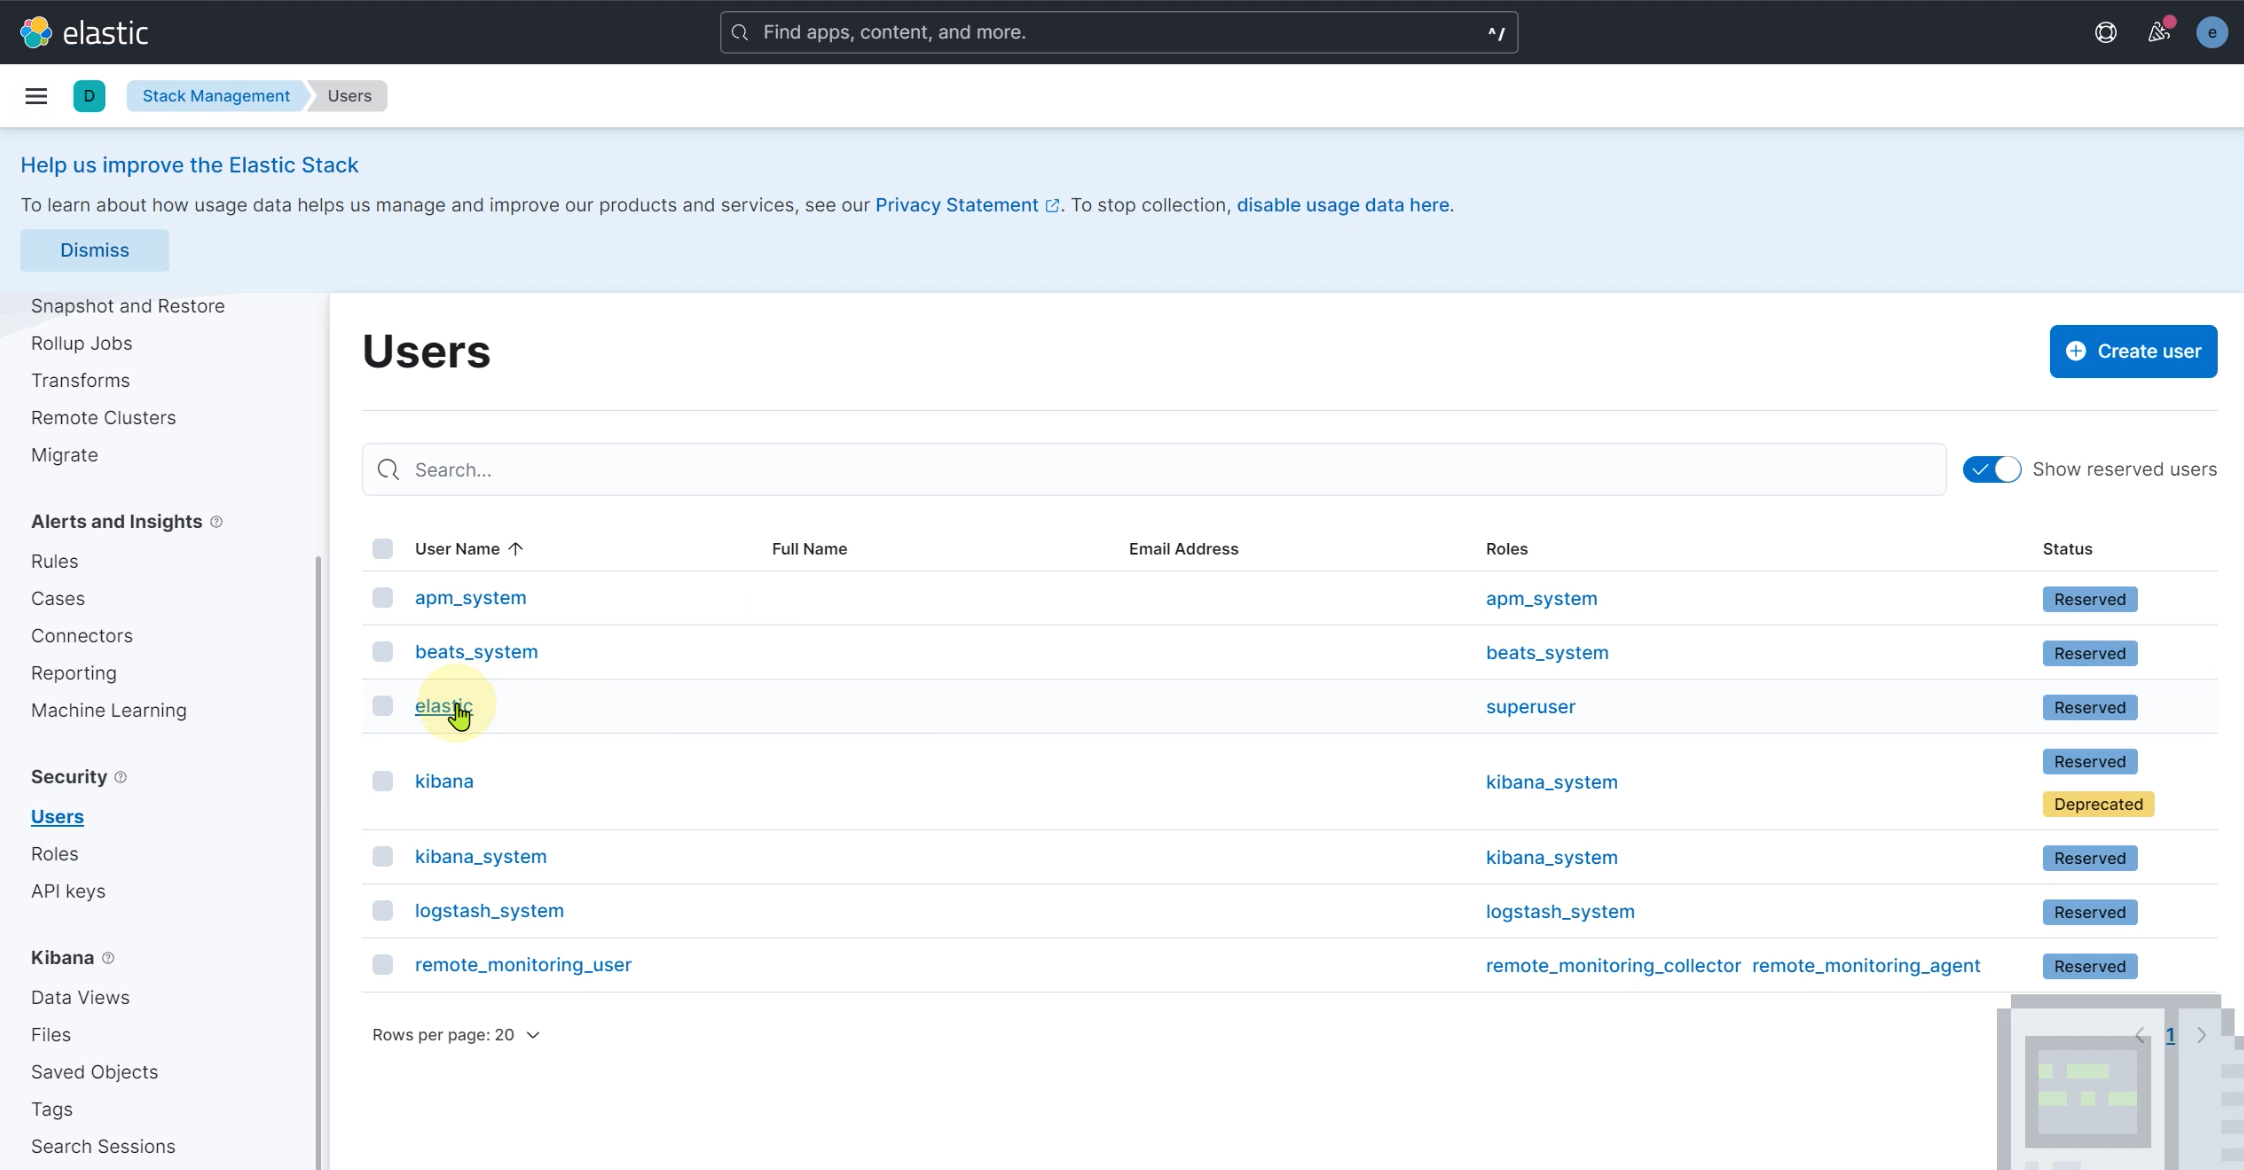 elastic
Find apps, content, and more.
^/
e
D
Stack Management
Users
Help us improve the Elastic Stack
To learn about how usage data helps us manage and improve our products and services, see our Privacy Statement. To stop collection, disable usage data here.
Dismiss
Snapshot and Restore
Rollup Jobs
Transforms
Remote Clusters
Migrate
Alerts and Insights
Rules
Cases
Connectors
Reporting
Machine Learning
Security
Users
Roles
API keys
Kibana
Data Views
Files
Saved Objects
Tags
Search Sessions
Users
Create user
Search...
Show reserved users
User Name Full Name Email Address Roles Status
apm_system apm_system Reserved
beats_system beats_system Reserved
elastic superuser Reserved
kibana kibana_system Reserved
Deprecated
kibana_system kibana_system Reserved
logstash_system logstash_system Reserved
remote_monitoring_user remote_monitoring_collector remote_monitoring_agent Reserved
Rows per page: 20
1